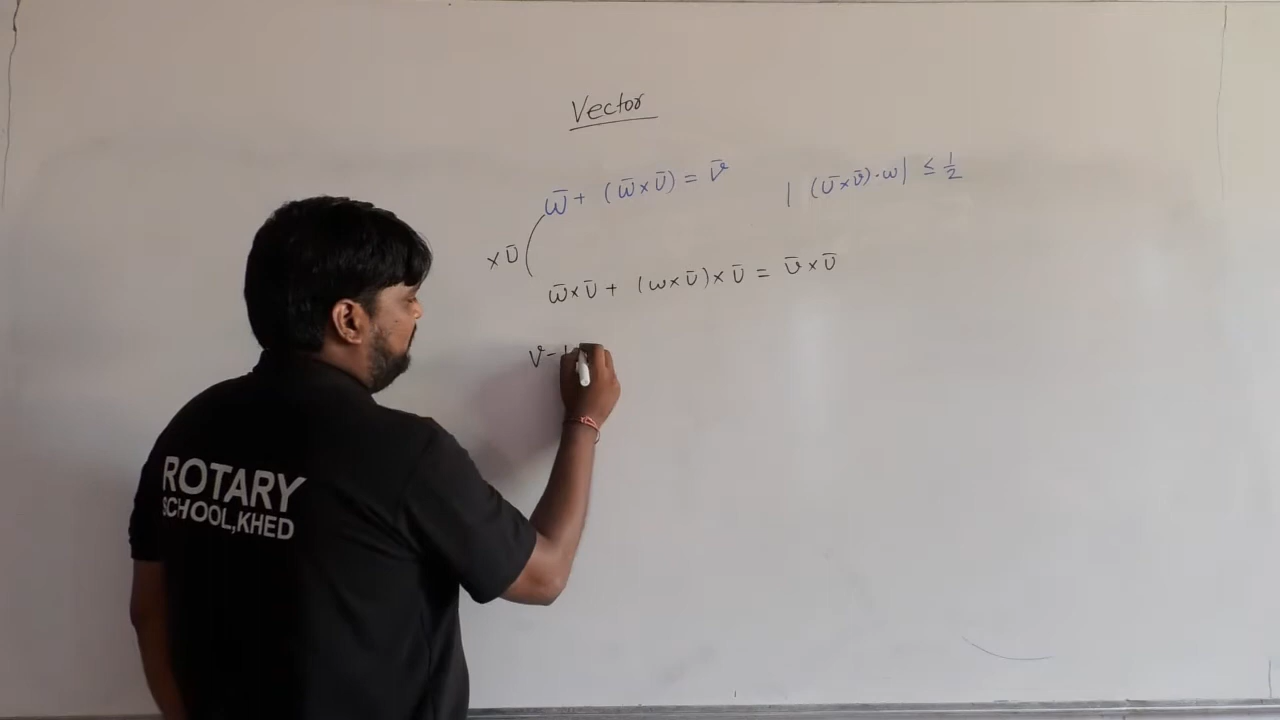 Vector
w̄ + (w̄ × ū) = v̄
| (ū × v̄) · w | ≤ 1/2
× ū
w̄ × ū + (w × ū) × ū = v̄ × ū
v -
ROTARY
SCHOOL, KHED